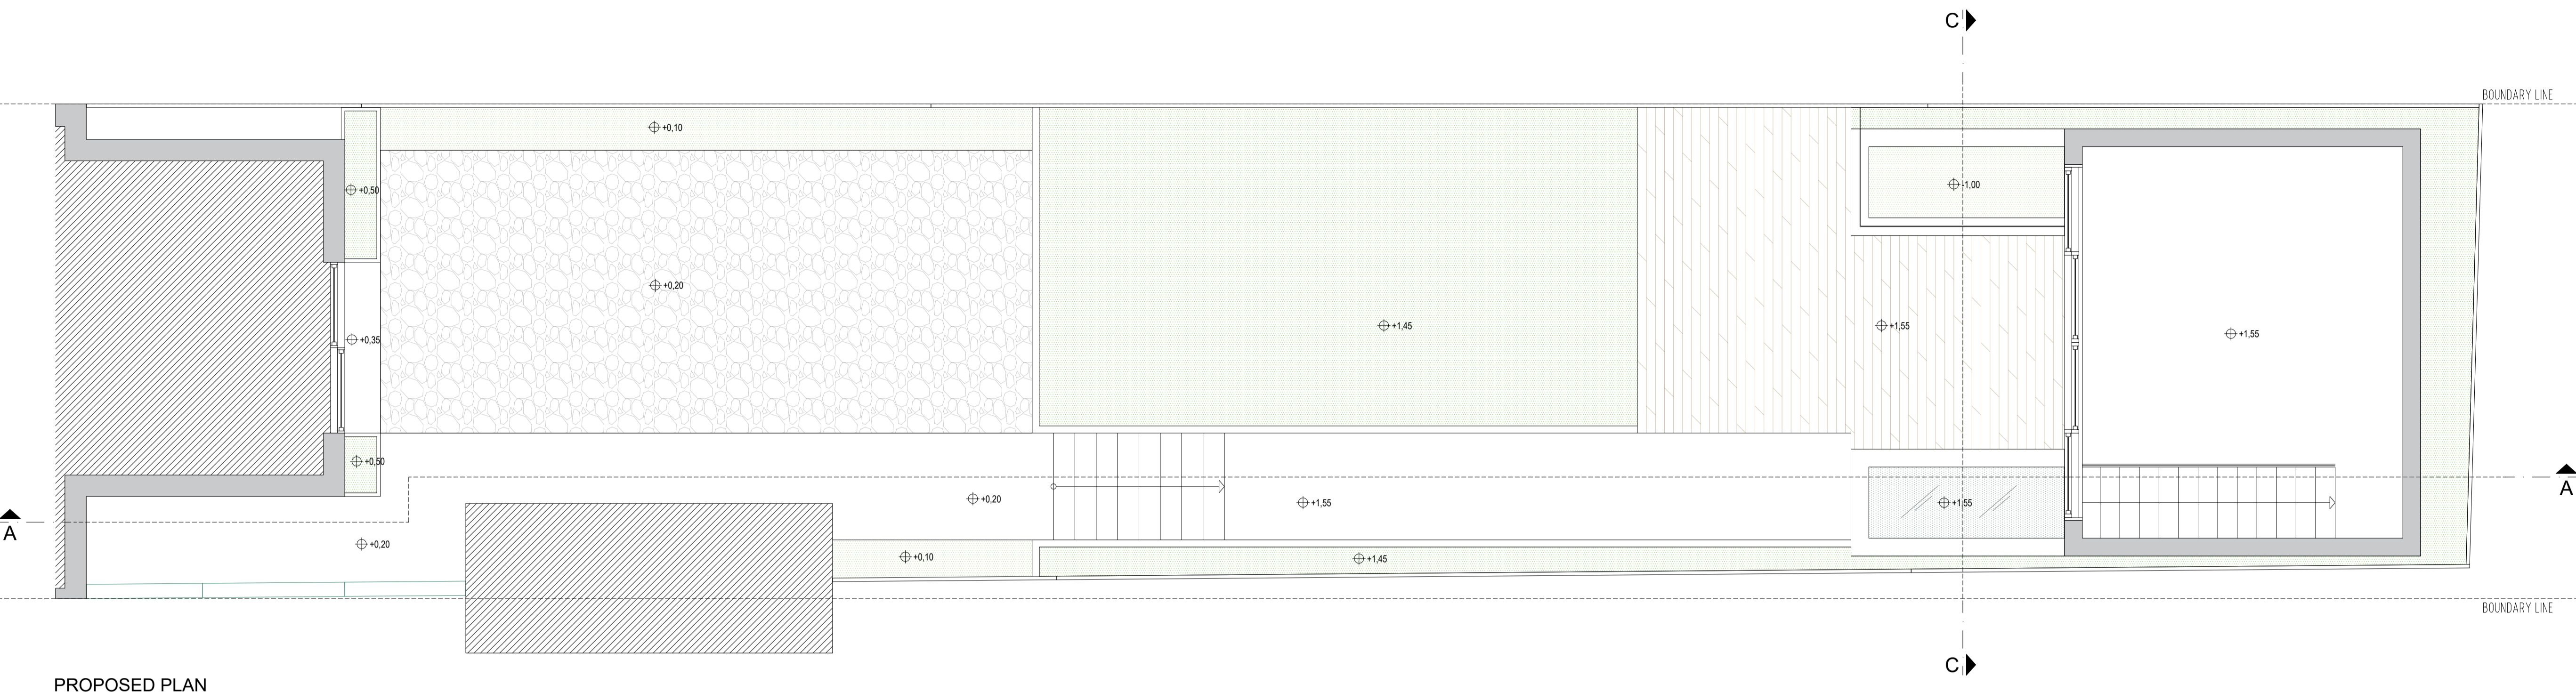 C
BOUNDARY LINE
+0,10
+1,00
+0,50
+0,20
+1,45
+1,55
+1,55
+0,35
+0,50
+0,20
+1,55
+1,55
A
A
+0,20
+0,10
+1,45
BOUNDARY LINE
C
PROPOSED PLAN